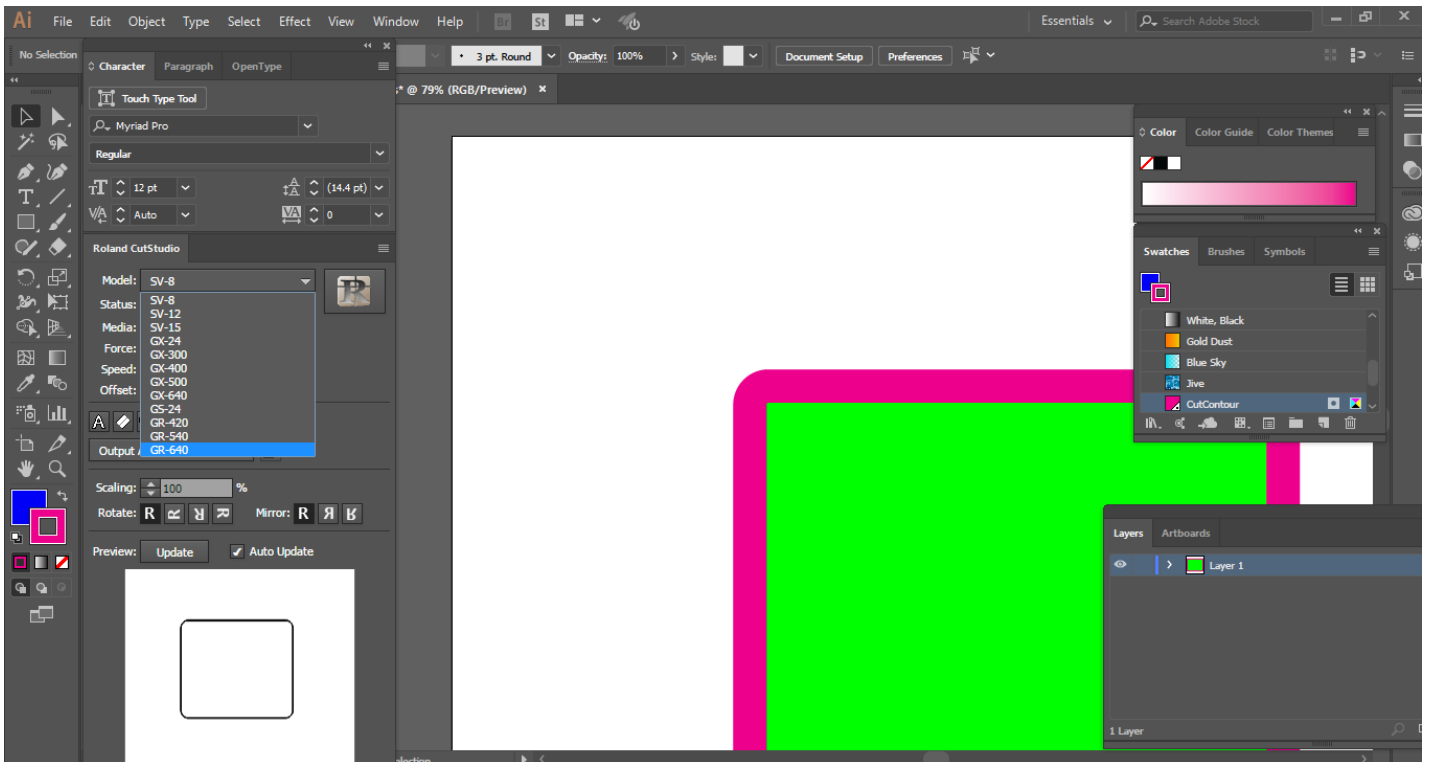 Ai File Edit Object Type Select Effect View Window Help Br St Essentials Search Adobe Stock
No Selection 3 pt. Round Opacity: 100% Style: Document Setup Preferences
Character Paragraph OpenType
* @ 79% (RGB/Preview) ×
Touch Type Tool
Myriad Pro
Regular
12 pt (14.4 pt)
Auto 0
Roland CutStudio
Model: SV-8
Status:
Media:
Force:
Speed:
Offset:
SV-8
SV-12
SV-15
GX-24
GX-300
GX-400
GX-500
GX-640
GS-24
GR-420
GR-540
GR-640
Output
Scaling: 100 %
Rotate: R R R R Mirror: R R R
Preview: Update Auto Update
Color Color Guide Color Themes
Swatches Brushes Symbols
White, Black
Gold Dust
Blue Sky
Jive
CutContour
Layers Artboards
Layer 1
1 Layer